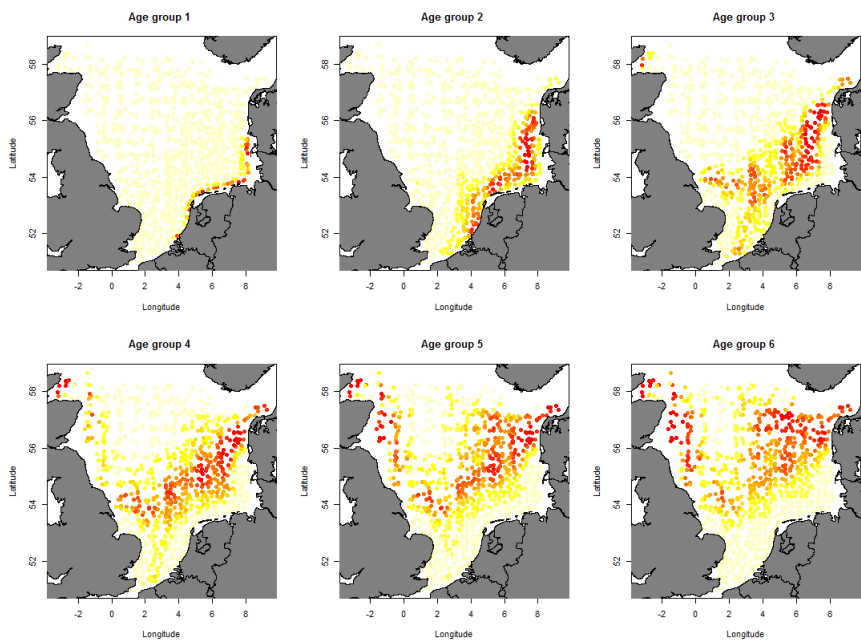 Age group 1
Latitude
58
56
54
52
-2 0 2 4 6 8
Longitude
Age group 2
Latitude
58
56
54
52
-2 0 2 4 6 8
Longitude
Age group 3
Latitude
58
56
54
52
-2 0 2 4 6 8
Longitude
Age group 4
Latitude
58
56
54
52
-2 0 2 4 6 8
Longitude
Age group 5
Latitude
58
56
54
52
-2 0 2 4 6 8
Longitude
Age group 6
Latitude
58
56
54
52
-2 0 2 4 6 8
Longitude